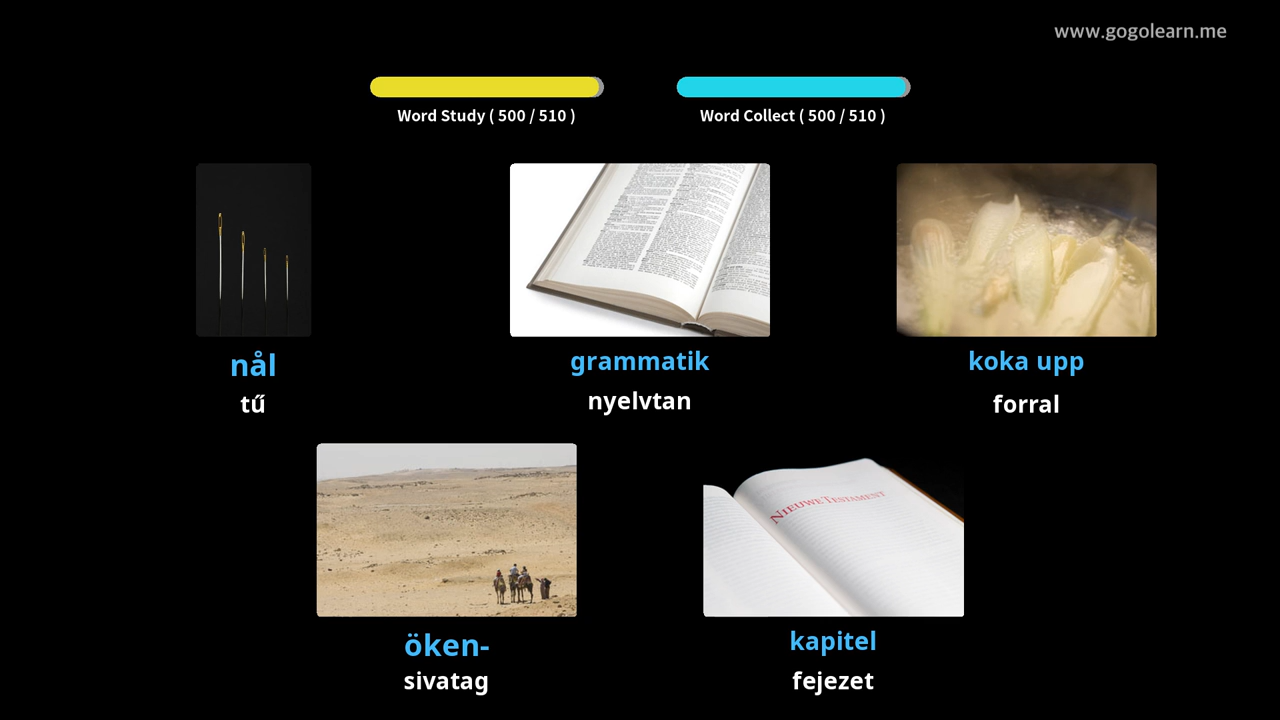 www.gogolearn.me
Word Study ( 500 / 510 )
Word Collect ( 500 / 510 )
nål
tű
grammatik
nyelvtan
koka upp
forral
NIEUWE TESTAMENT
öken-
sivatag
kapitel
fejezet